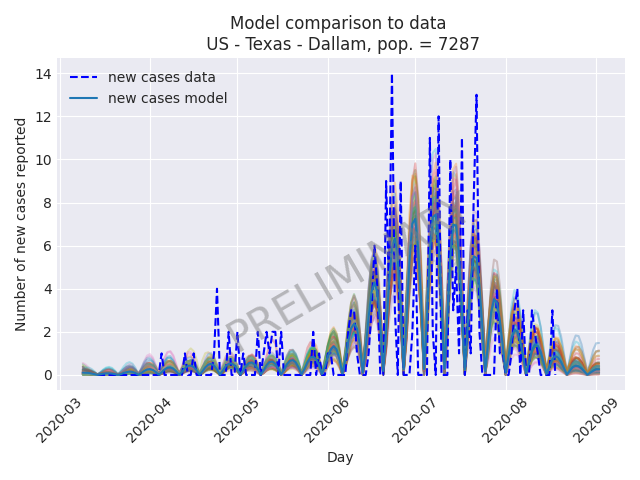 Model comparison to data
US - Texas - Dallam, pop. = 7287
new cases data
new cases model
Number of new cases reported
14
12
10
8
6
4
2
0
PRELIMINARY
2020-03
2020-04
2020-05
2020-06
2020-07
2020-08
2020-09
Day